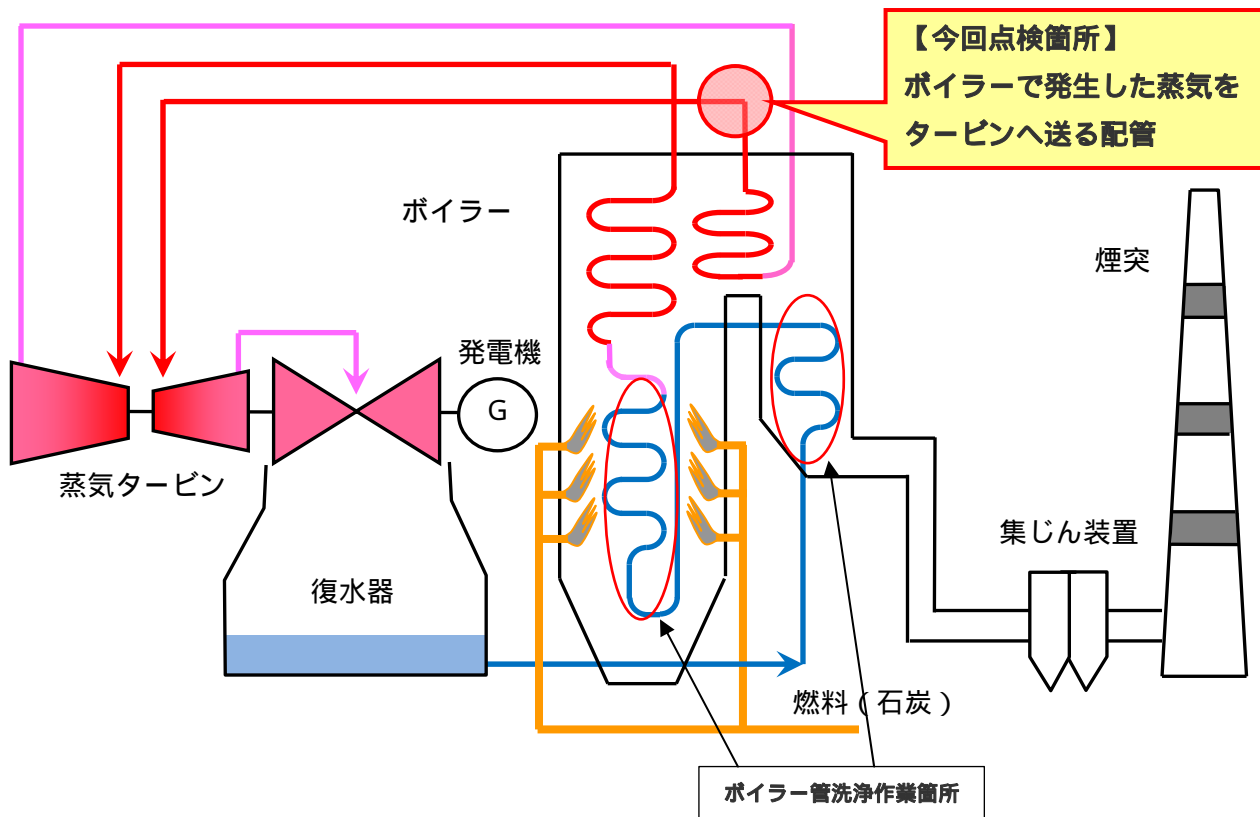 【今回点検箇所】
ボイラーで発生した蒸気を
タービンへ送る配管
ボイラー
煙突
発電機
G
蒸気タービン
集じん装置
復水器
燃料(石炭)
ボイラー管洗浄作業箇所